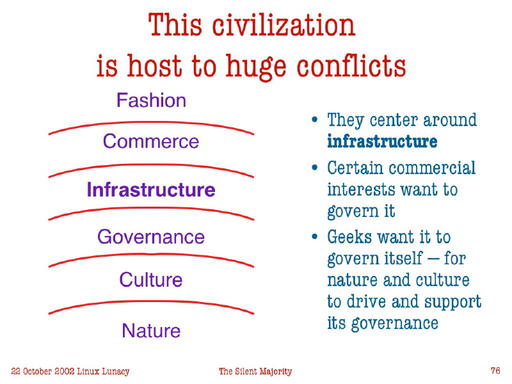 This civilization
is host to huge conflicts
Fashion
Commerce
Infrastructure
Governance
Culture
Nature
• They center around
infrastructure
• Certain commercial
interests want to
govern it
• Geeks want it to
govern itself – for
nature and culture
to drive and support
its governance
22 October 2002 Linux Lunacy
The Silent Majority
76